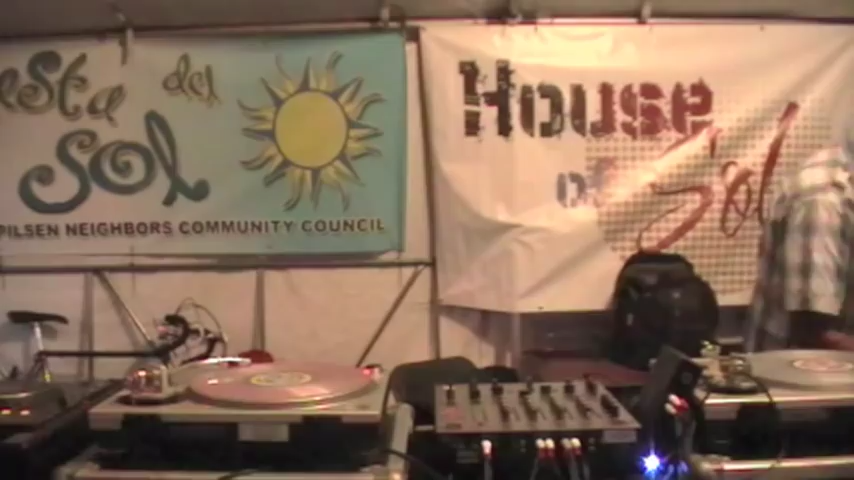 esta del
Sol
PILSEN NEIGHBORS COMMUNITY COUNCIL
House
of Sol